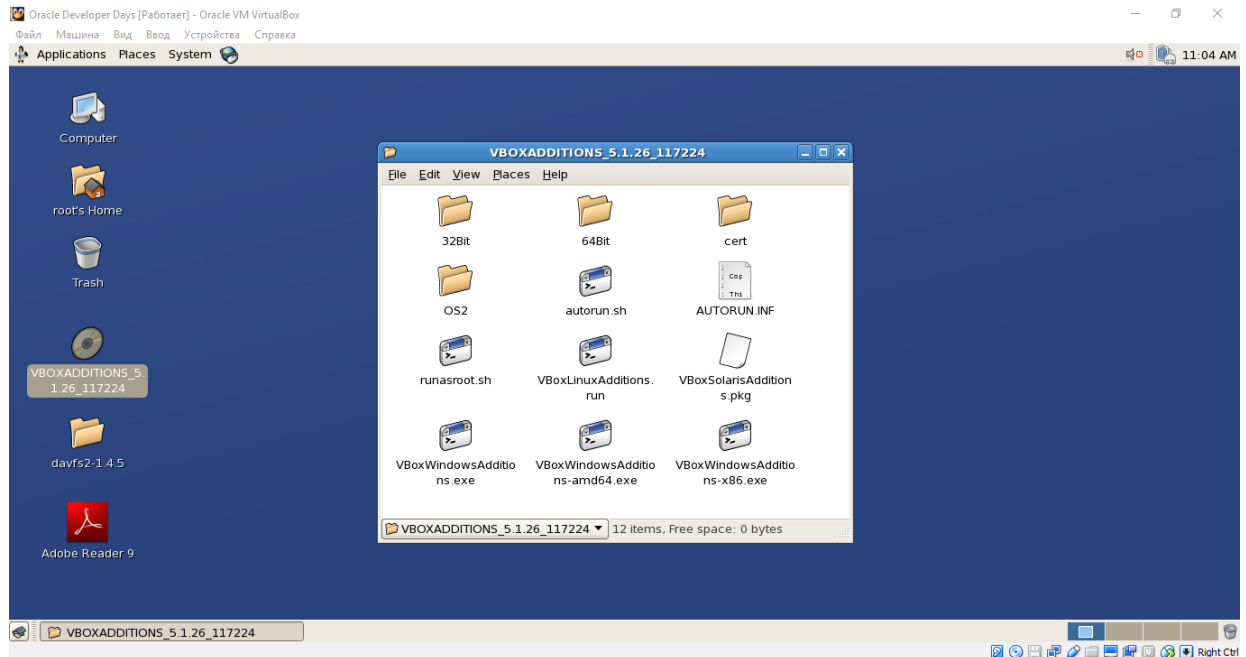 Oracle Developer Days [Работает] - Oracle VM VirtualBox
Файл Машина Вид Ввод Устройства Справка
Applications Places System 11:04 AM
Computer
root's Home
Trash
VBOXADDITIONS_5.
1.26_117224
davfs2-1.4.5
Adobe Reader 9
VBOXADDITIONS_5.1.26_117224
File Edit View Places Help
32Bit 64Bit cert
OS2 autorun.sh AUTORUN.INF
runasroot.sh VBoxLinuxAdditions.
run VBoxSolarisAddition
s.pkg
VBoxWindowsAdditio
ns.exe VBoxWindowsAdditio
ns-amd64.exe VBoxWindowsAdditio
ns-x86.exe
VBOXADDITIONS_5.1.26_117224 12 items, Free space: 0 bytes
VBOXADDITIONS_5.1.26_117224
Right Ctrl